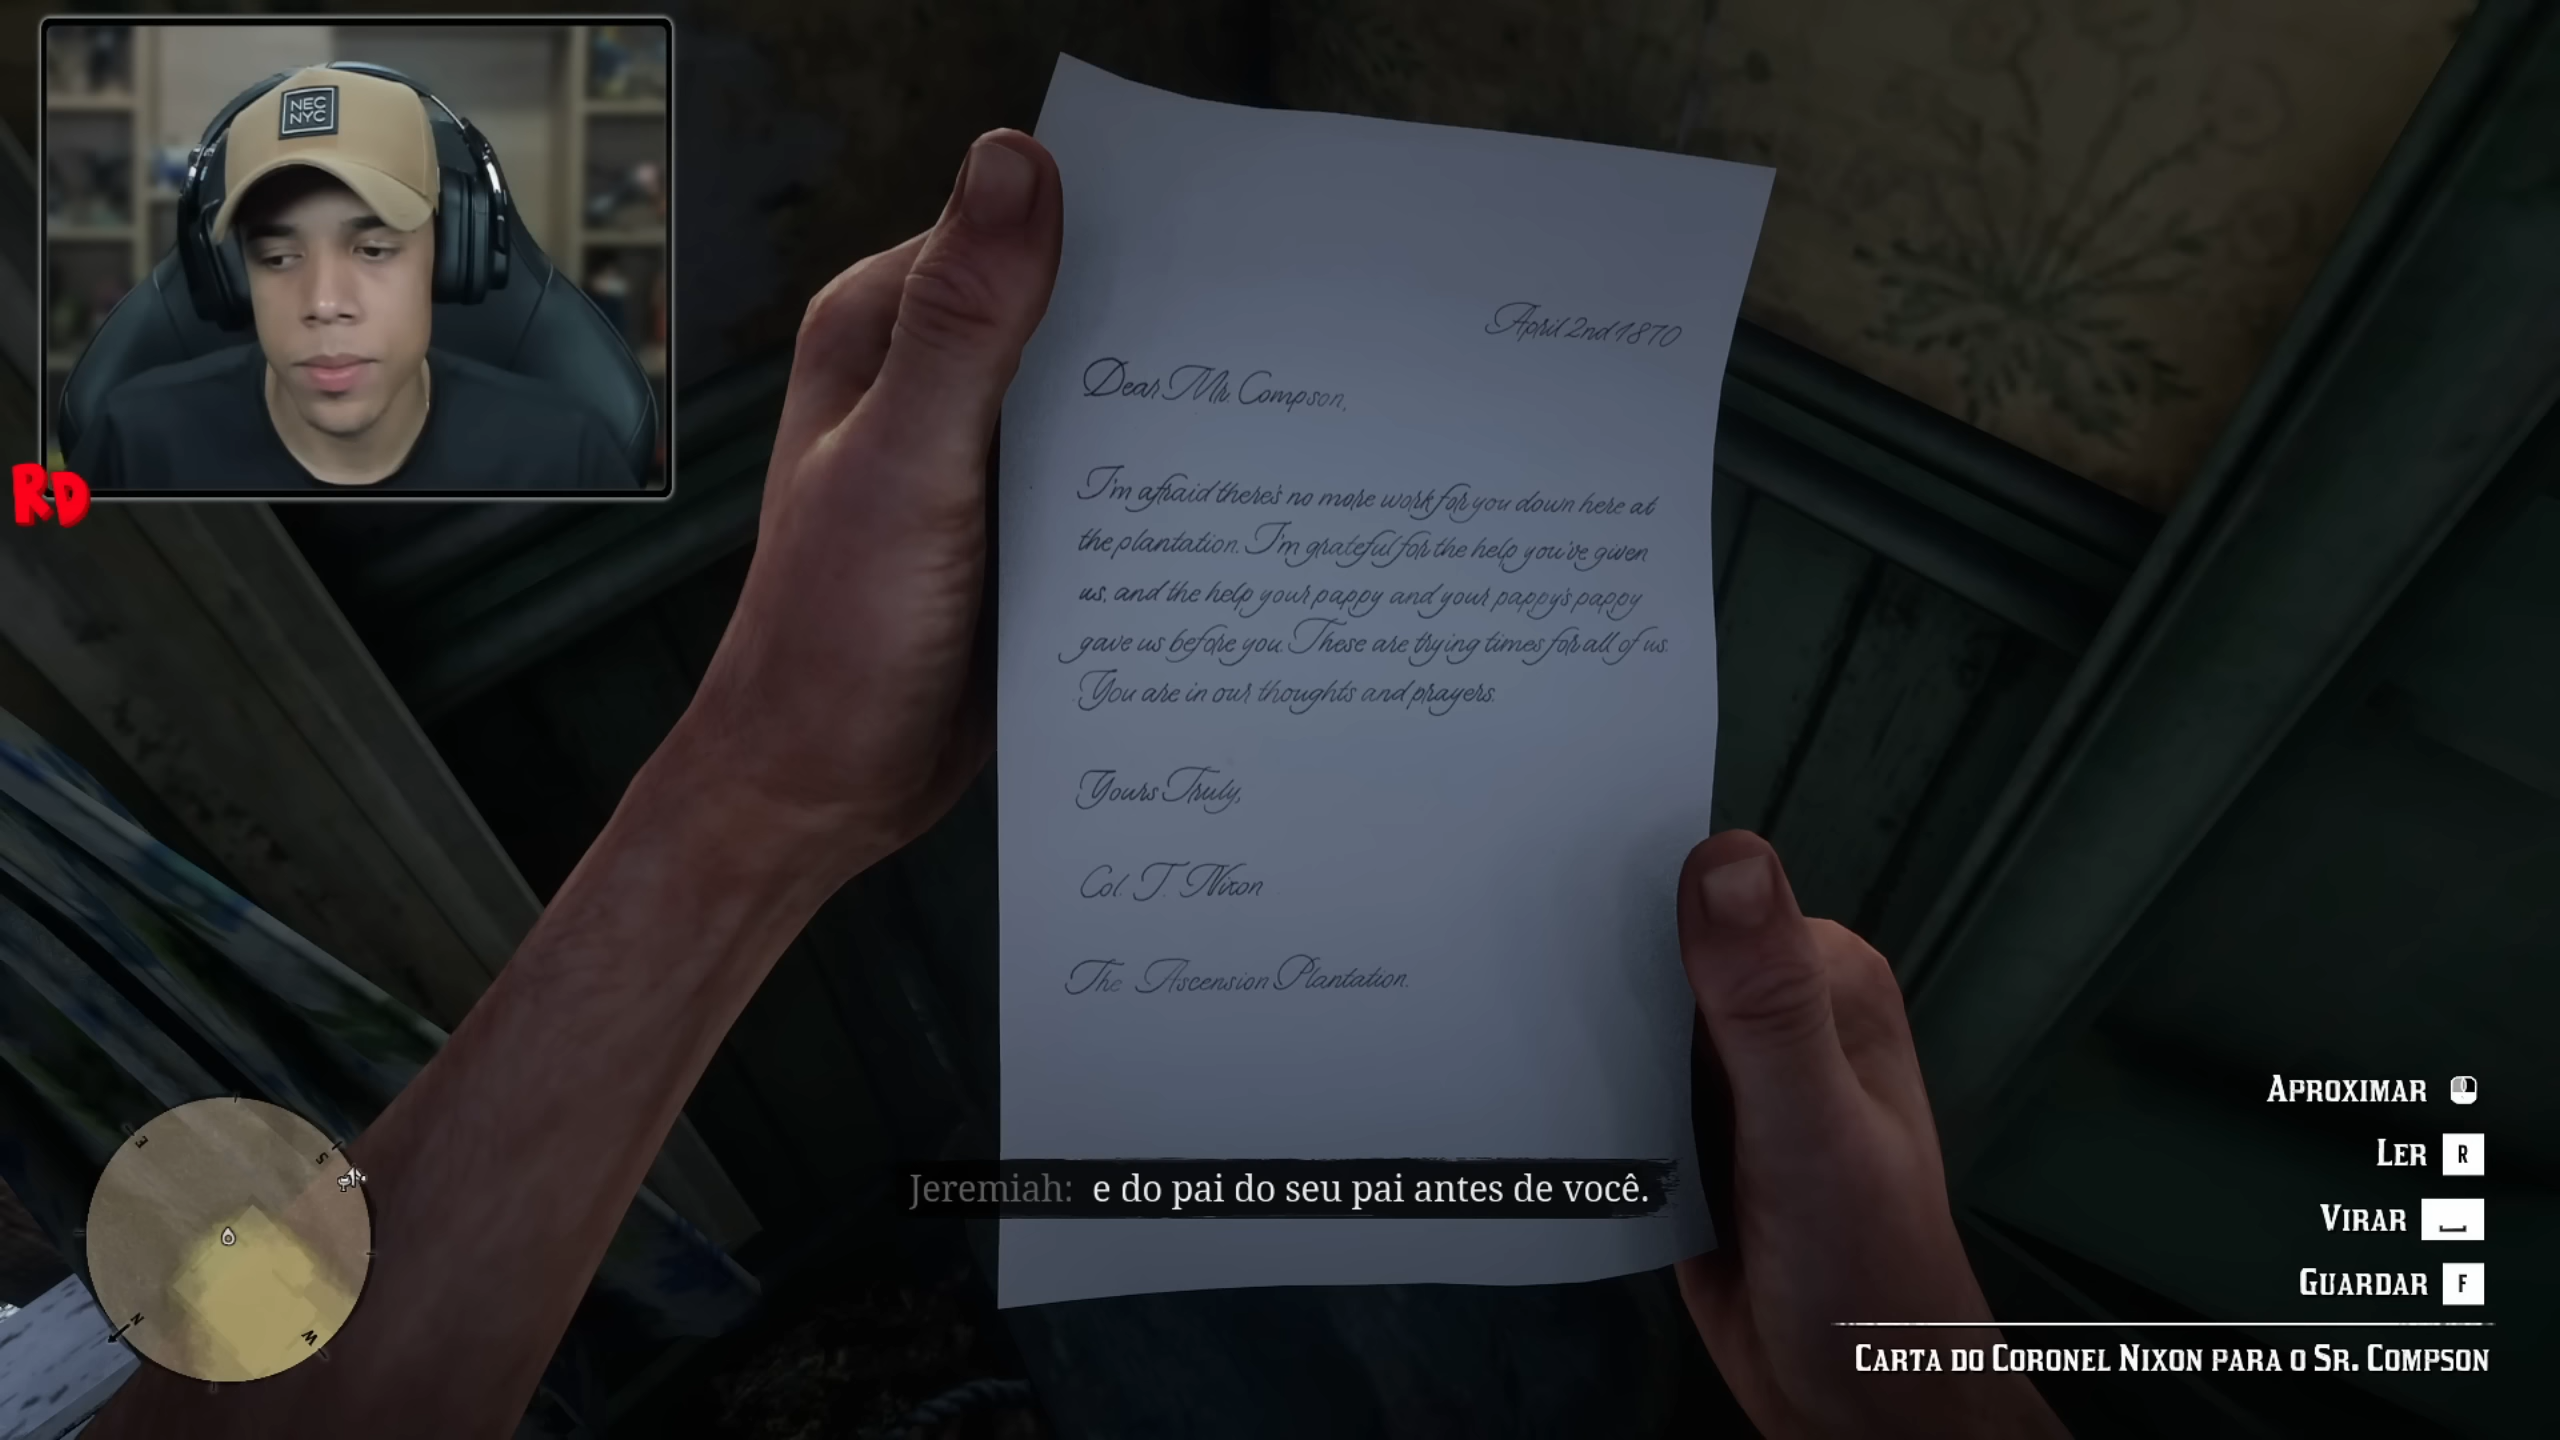 NEC
NYC
RD
April 2nd 1870
Dear Mr. Compson,
I'm afraid there's no more work for you down here at
the plantation. I'm grateful for the help you've given
us, and the help your pappy and your pappy's pappy
gave us before you. These are trying times for all of us.
You are in our thoughts and prayers.
Yours Truly,
Col. T. Nixon
The Ascension Plantation.
Jeremiah: e do pai do seu pai antes de você.
APROXIMAR
LER R
VIRAR
GUARDAR F
CARTA DO CORONEL NIXON PARA O SR. COMPSON
E
S
N
W